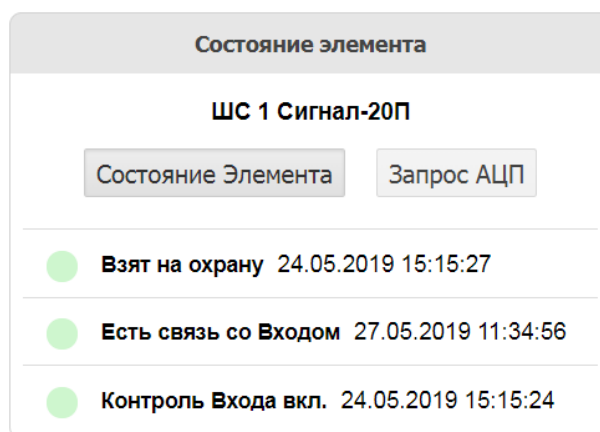 Состояние элемента
ШС 1 Сигнал-20П
Состояние Элемента Запрос АЦП
Взят на охрану 24.05.2019 15:15:27
Есть связь со Входом 27.05.2019 11:34:56
Контроль Входа вкл. 24.05.2019 15:15:24